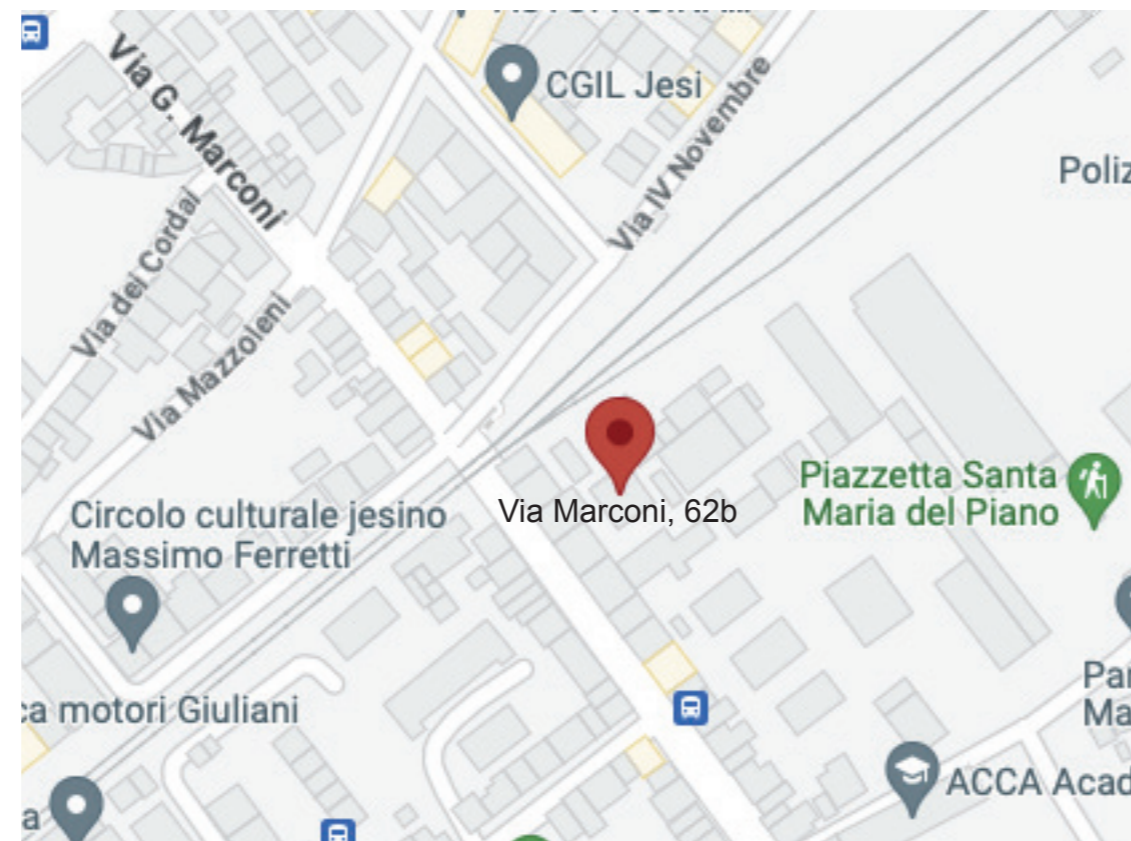 Via G. Marconi
CGIL Jesi
Via IV Novembre
Poliz
Via dei Cordai
Via Mazzoleni
Piazzetta Santa
Maria del Piano
Via Marconi, 62b
Circolo culturale jesino
Massimo Ferretti
ca motori Giuliani
Par
Ma
ACCA Acad
a